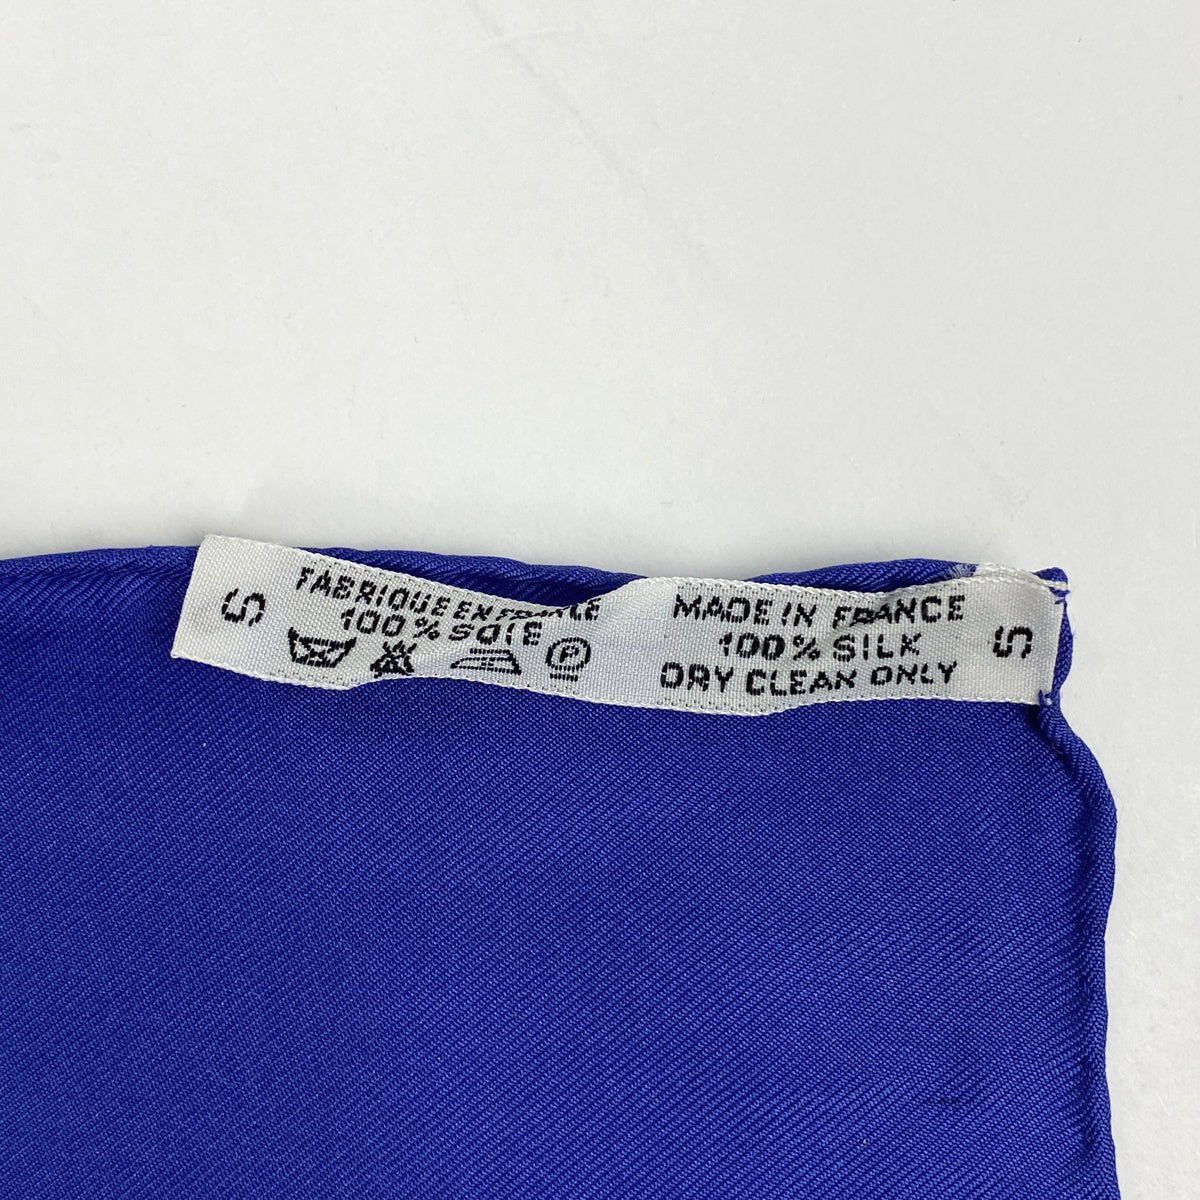 S
FABRIQUE EN FRANCE
100% SOIE
P
MADE IN FRANCE
100% SILK
DRY CLEAN ONLY
S